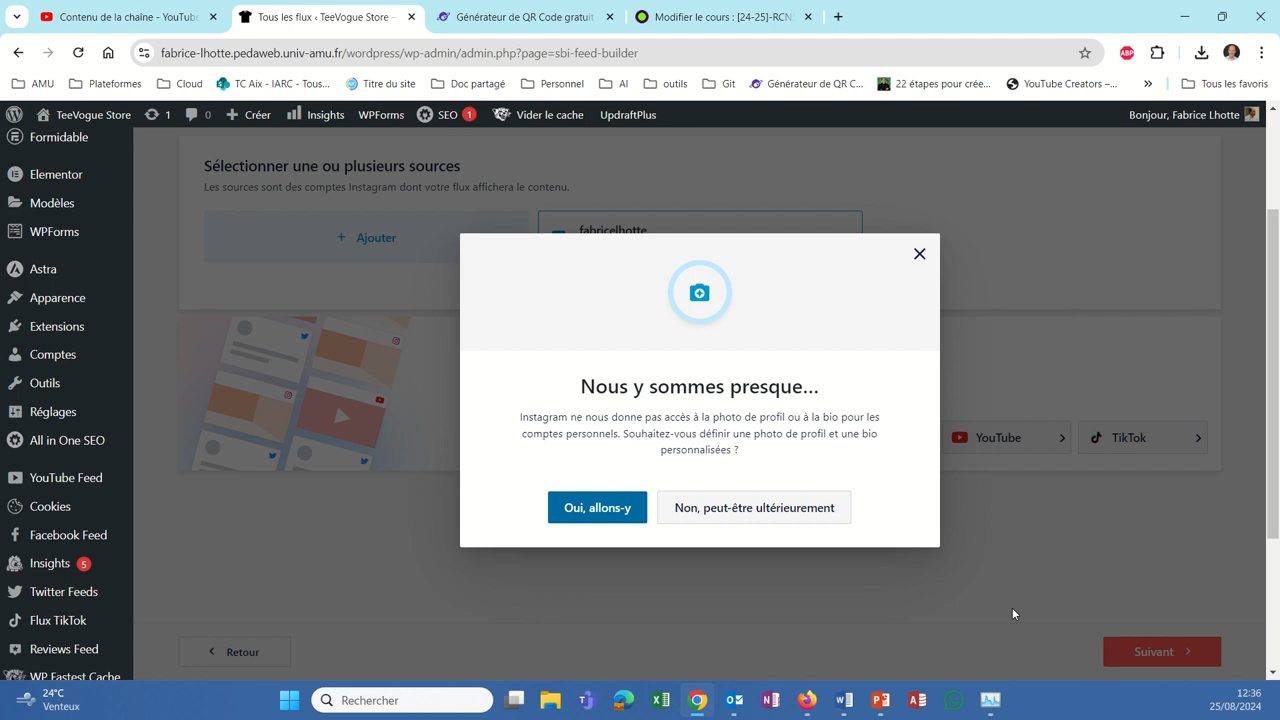 Contenu de la chaîne - YouTube
Tous les flux ‹ TeeVogue Store –
Générateur de QR Code gratuit
Modifier le cours : [24-25]-RCN
fabrice-lhotte.pedaweb.univ-amu.fr/wordpress/wp-admin/admin.php?page=sbi-feed-builder
ABP
AMU
Plateformes
Cloud
TC Aix - IARC - Tous...
Titre du site
Doc partagé
Personnel
AI
outils
Git
Générateur de QR C...
22 étapes pour crée...
YouTube Creators –...
»
Tous les favoris
TeeVogue Store
1
0
Créer
Insights
WPForms
SEO 1
Vider le cache
UpdraftPlus
Bonjour, Fabrice Lhotte
Formidable
Elementor
Modèles
WPForms
Astra
Apparence
Extensions
Comptes
Outils
Réglages
All in One SEO
YouTube Feed
Cookies
Facebook Feed
Insights 5
Twitter Feeds
Flux TikTok
Reviews Feed
WP Fastest Cache
Sélectionner une ou plusieurs sources
Les sources sont des comptes Instagram dont votre flux affichera le contenu.
+ Ajouter
fabricelhotte
Nous y sommes presque...
Instagram ne nous donne pas accès à la photo de profil ou à la bio pour les
comptes personnels. Souhaitez-vous définir une photo de profil et une bio
personnalisées ?
Oui, allons-y
Non, peut-être ultérieurement
YouTube
TikTok
Retour
Suivant
24°C
Venteux
Rechercher
12:36
25/08/2024